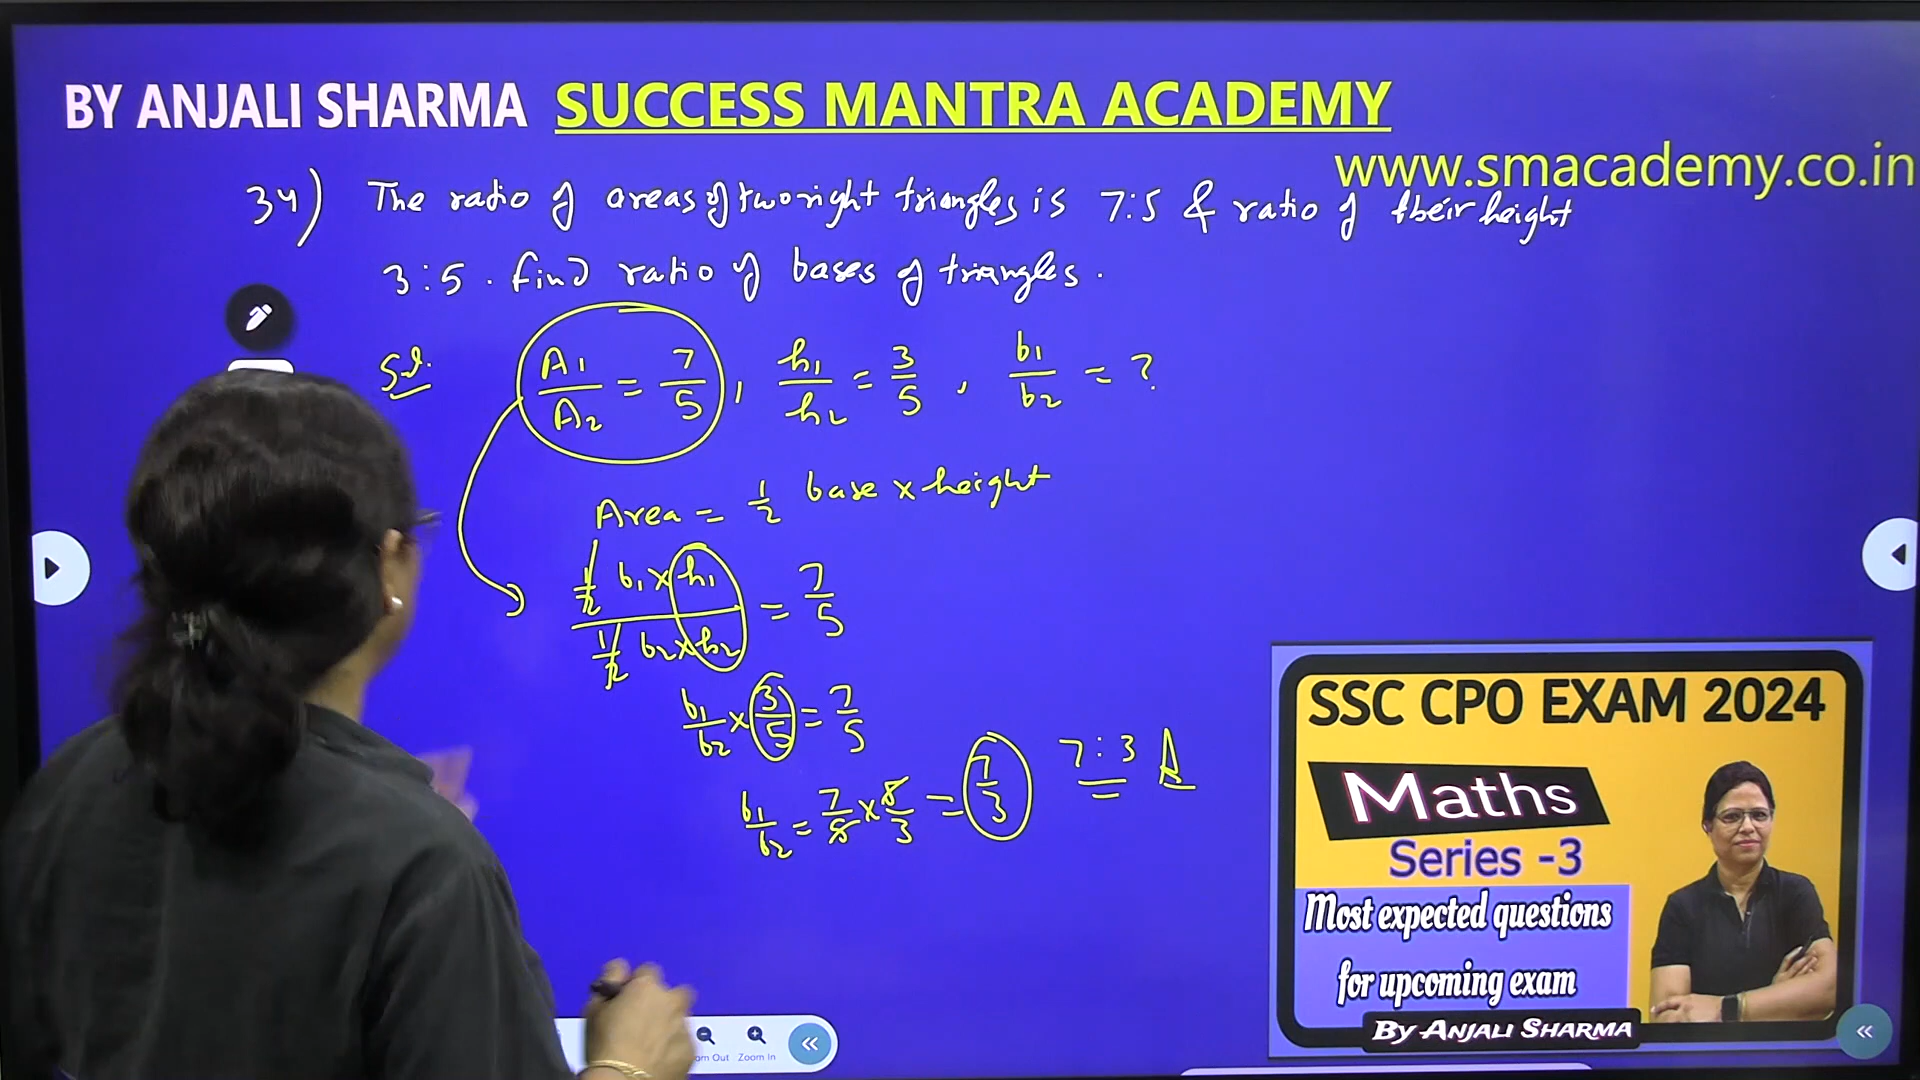 BY ANJALI SHARMA SUCCESS MANTRA ACADEMY
www.smacademy.co.in
34) The ratio of areas of two right triangles is 7:5 & ratio of their height
3:5. find ratio of bases of triangles.
Sol. A1/A2 = 7/5, h1/h2 = 3/5, b1/b2 = ?
Area = 1/2 base x height
1/2 b1 x h1 / 1/2 b2 x h2 = 7/5
b1/b2 x 3/5 = 7/5
b1/b2 = 7/5 x 5/3 = 7/3 7:3 A
SSC CPO EXAM 2024
Maths
Series -3
Most expected questions
for upcoming exam
By Anjali Sharma
Zoom In